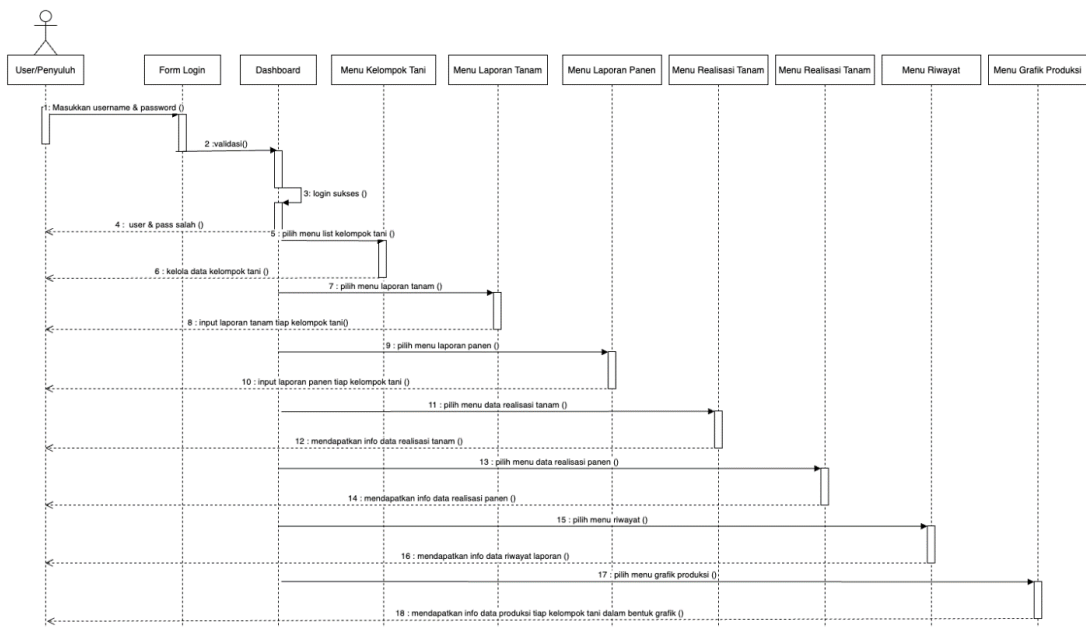 User/Penyuluh
Form Login
Dashboard
Menu Kelompok Tani
Menu Laporan Tanam
Menu Laporan Panen
Menu Realisasi Tanam
Menu Realisasi Tanam
Menu Riwayat
Menu Grafik Produksi
1: Masukkan username & password ()
2 :validasi()
3: login sukses ()
4 : user & pass salah ()
5 : pilih menu list kelompok tani ()
6 : kelola data kelompok tani ()
7 : pilih menu laporan tanam ()
8 : input laporan tanam tiap kelompok tani()
9 : pilih menu laporan panen ()
10 : input laporan panen tiap kelompok tani ()
11 : pilih menu data realisasi tanam ()
12 : mendapatkan info data realisasi tanam ()
13 : pilih menu data realisasi panen ()
14 : mendapatkan info data realisasi panen ()
15 : pilih menu riwayat ()
16 : mendapatkan info data riwayat laporan ()
17 : pilih menu grafik produksi ()
18 : mendapatkan info data produksi tiap kelompok tani dalam bentuk grafik ()